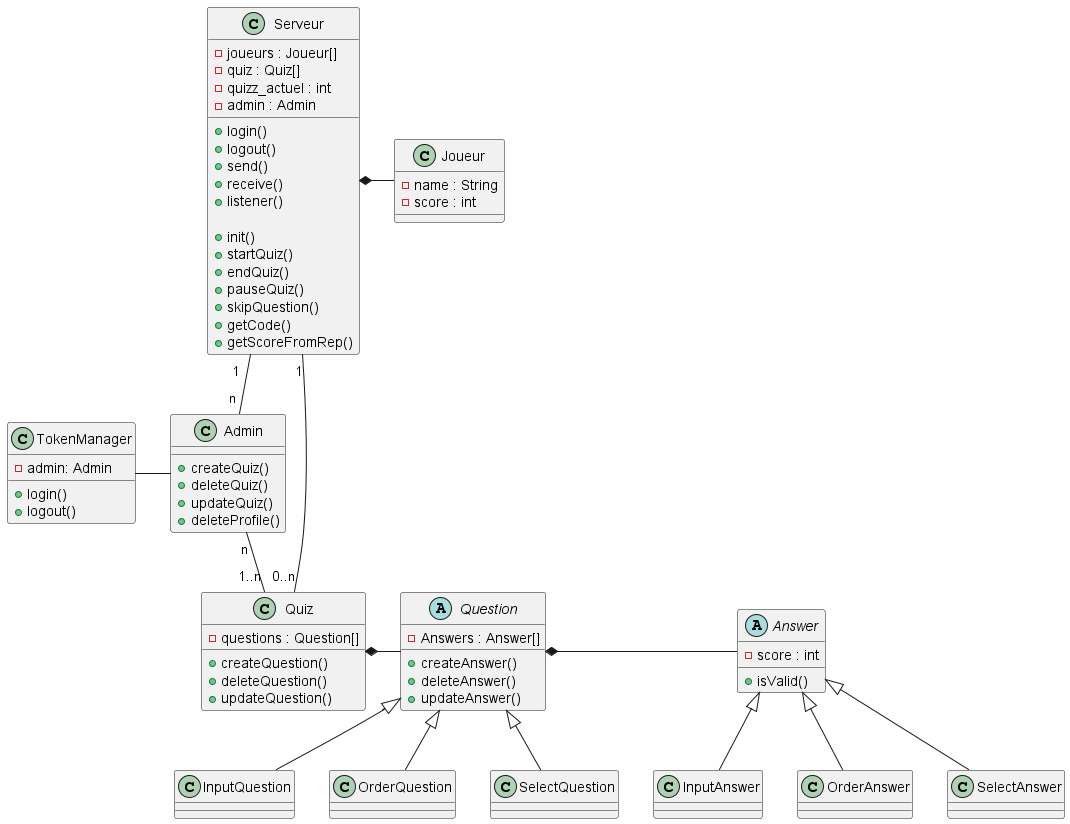 C Serveur
joueurs : Joueur[]
quiz : Quiz[]
quizz_actuel : int
admin : Admin
login()
logout()
send()
receive()
listener()
init()
startQuiz()
endQuiz()
pauseQuiz()
skipQuestion()
getCode()
getScoreFromRep()
C Joueur
name : String
score : int
1
1
n
C TokenManager
admin: Admin
login()
logout()
C Admin
createQuiz()
deleteQuiz()
updateQuiz()
deleteProfile()
n
1..n
0..n
C Quiz
questions : Question[]
createQuestion()
deleteQuestion()
updateQuestion()
A Question
Answers : Answer[]
createAnswer()
deleteAnswer()
updateAnswer()
A Answer
score : int
isValid()
C InputQuestion
C OrderQuestion
C SelectQuestion
C InputAnswer
C OrderAnswer
C SelectAnswer